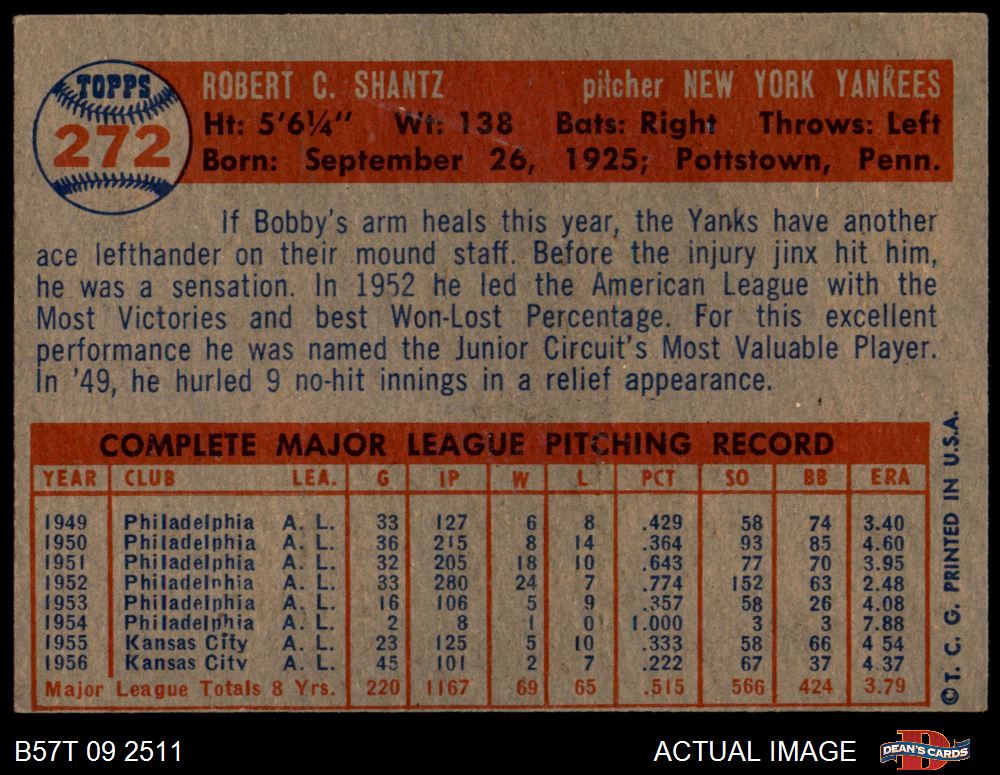 TOPPS
272
ROBERT C. SHANTZ pitcher NEW YORK YANKEES
Ht: 5'6¼" Wt: 138 Bats: Right Throws: Left
Born: September 26, 1925; Pottstown, Penn.
If Bobby's arm heals this year, the Yanks have another
ace lefthander on their mound staff. Before the injury jinx hit him,
he was a sensation. In 1952 he led the American League with the
Most Victories and best Won-Lost Percentage. For this excellent
performance he was named the Junior Circuit's Most Valuable Player.
In '49, he hurled 9 no-hit innings in a relief appearance.
COMPLETE MAJOR LEAGUE PITCHING RECORD
YEAR CLUB LEA. G IP W L PCT SO BB ERA
1949 Philadelphia A. L. 33 127 6 8 .429 58 74 3.40
1950 Philadelphia A. L. 36 215 8 14 .364 93 85 4.60
1951 Philadelphia A. L. 32 205 18 10 .643 77 70 3.95
1952 Philadelphia A. L. 33 280 24 7 .774 152 63 2.48
1953 Philadelphia A. L. 16 106 5 9 .357 58 26 4.08
1954 Philadelphia A. L. 2 8 1 0 1.000 3 3 7.88
1955 Kansas City A. L. 23 125 5 10 .333 58 66 4 54
1956 Kansas City A. L. 45 101 2 7 .222 67 37 4.37
Major League Totals 8 Yrs. 220 1167 69 65 .515 566 424 3.79
© T. C. G. PRINTED IN U.S.A.
B57T 09 2511 ACTUAL IMAGE DEAN'S CARDS